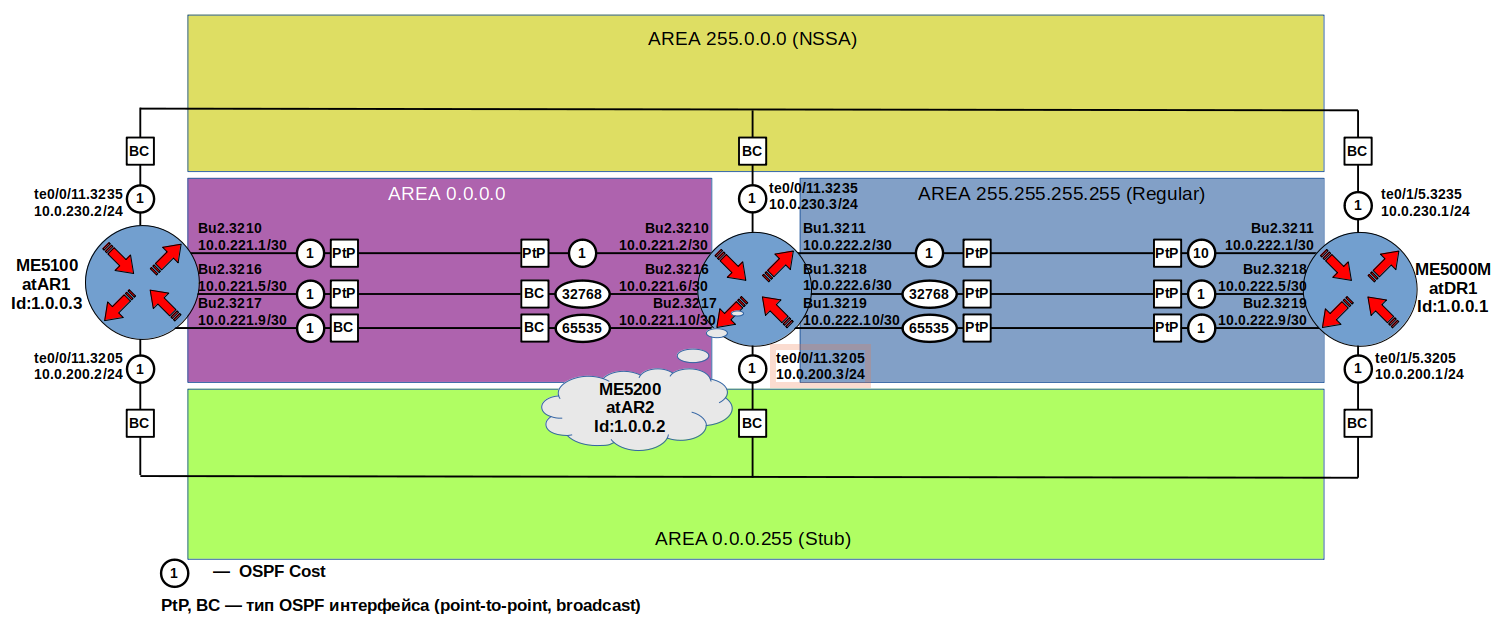 AREA 255.0.0.0 (NSSA)
BC
BC
BC
te0/0/11.3235
10.0.230.2/24
1
te0/0/11.3235
10.0.230.3/24
1
te0/1/5.3235
10.0.230.1/24
1
AREA 0.0.0.0
AREA 255.255.255.255 (Regular)
ME5100
atAR1
Id:1.0.0.3
Bu2.3210
10.0.221.1/30
1
PtP
PtP
1
Bu2.3210
10.0.221.2/30
Bu2.3216
10.0.221.5/30
1
PtP
BC
32768
Bu2.3216
10.0.221.6/30
Bu2.3217
10.0.221.9/30
1
BC
BC
65535
Bu2.3217
10.0.221.10/30
Bu1.3211
10.0.222.2/30
1
PtP
PtP
10
Bu2.3211
10.0.222.1/30
Bu1.3218
10.0.222.6/30
32768
PtP
PtP
1
Bu2.3218
10.0.222.5/30
Bu1.3219
10.0.222.10/30
65535
PtP
PtP
1
Bu2.3219
10.0.222.9/30
ME5000M
atDR1
Id:1.0.0.1
te0/0/11.3205
10.0.200.2/24
1
te0/0/11.3205
10.0.200.3/24
1
te0/1/5.3205
10.0.200.1/24
1
ME5200
atAR2
Id:1.0.0.2
BC
BC
BC
AREA 0.0.0.255 (Stub)
1 — OSPF Cost
PtP, BC — тип OSPF интерфейса (point-to-point, broadcast)